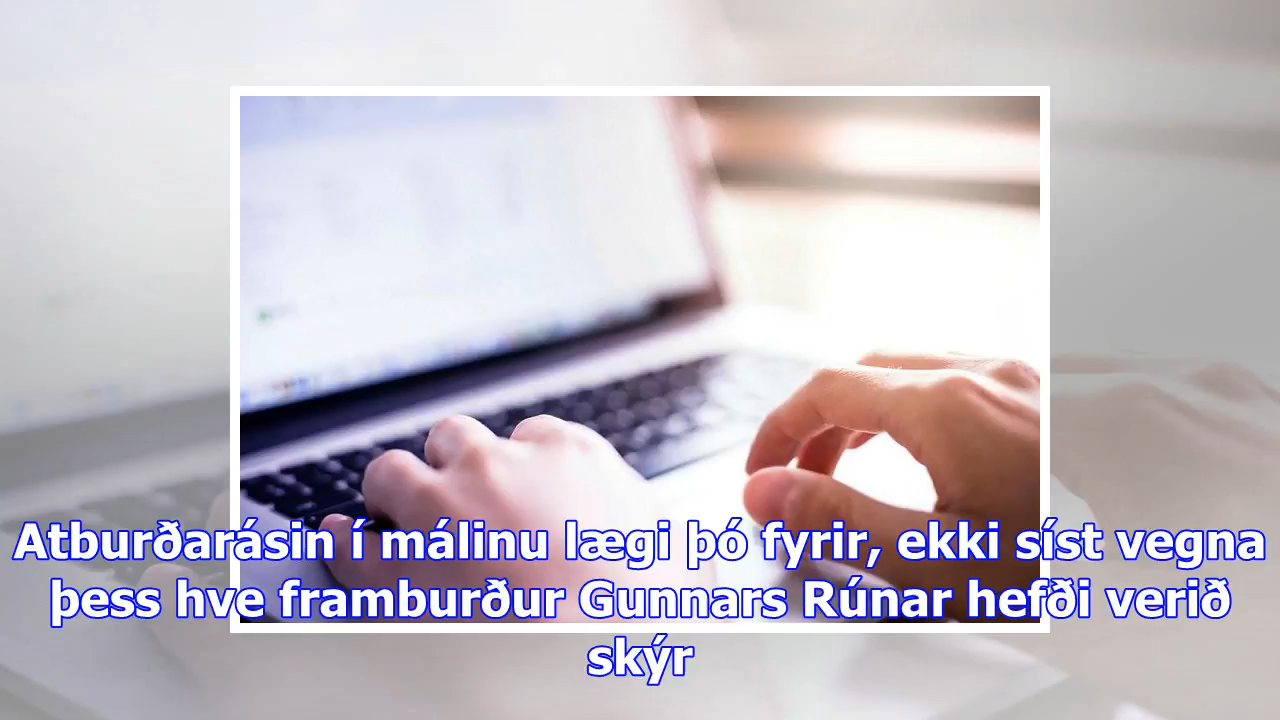 Atburðarásin í málinu lægi þó fyrir, ekki síst vegna
þess hve framburður Gunnars Rúnar hefði verið
skýr